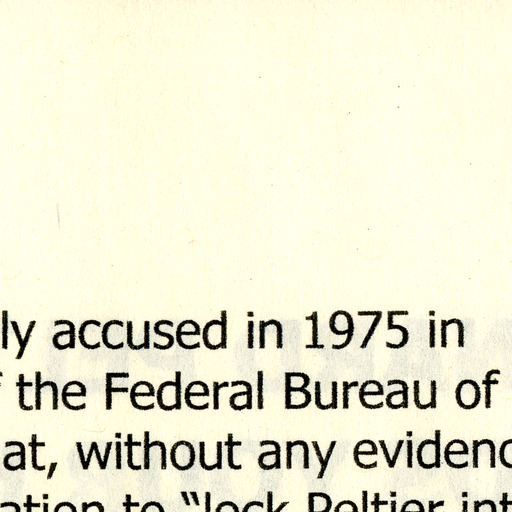 ly accused in 1975 in
the Federal Bureau of
at, without any evidenc
ation to “lock Peltier int